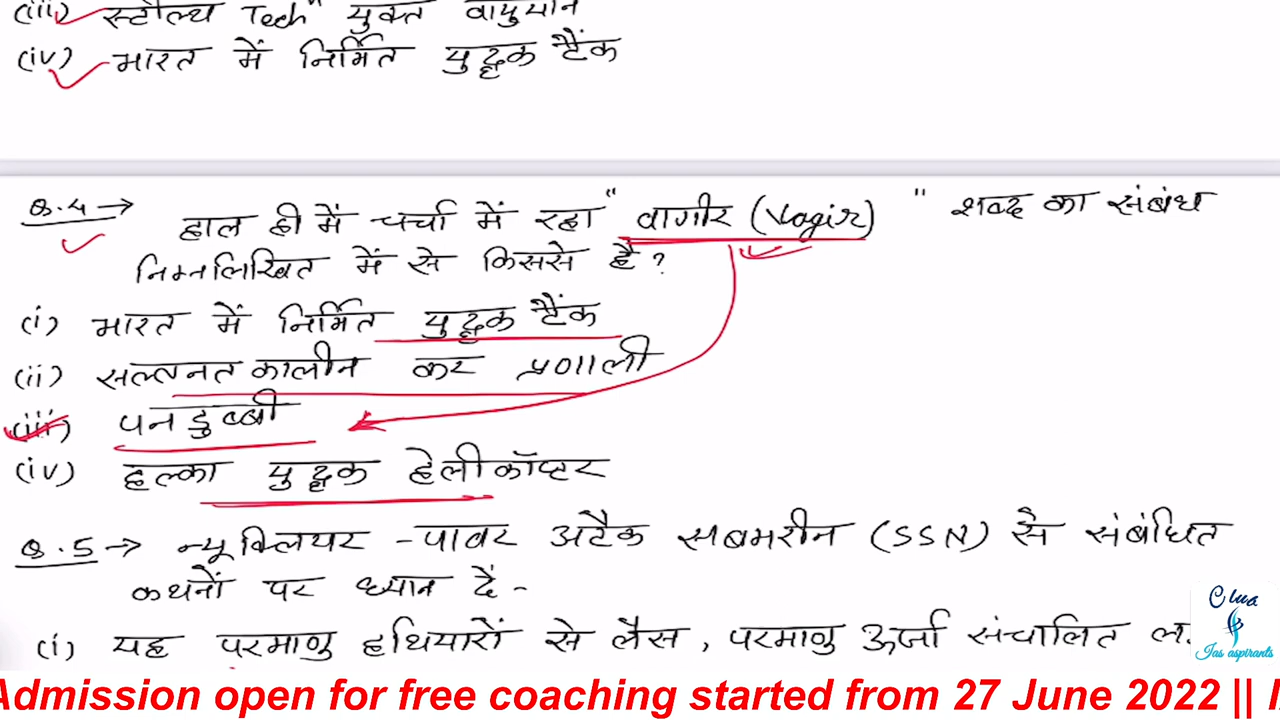 (iii) स्टील्थ Tech" युक्त वायुयान
(iv) भारत में निर्मित युद्धक टैंक
Q.4 → हाल ही में चर्चा में रहा " वागीर (Vagir) " शब्द का संबंध
निम्नलिखित में से किससे है ?
(i) भारत में निर्मित युद्धक टैंक
(ii) सल्तनत कालीन कर प्रणाली
(iii) पनडुब्बी
(iv) हल्का युद्धक हेलीकॉप्टर
Q.5 → न्यूक्लियर - पावर अटैक सबमरीन (SSN) से संबंधित
कथनों पर ध्यान दें -
(i) यह परमाणु हथियारों से लैस , परमाणु ऊर्जा संचालित
Clue
Ias aspirants
Admission open for free coaching started from 27 June 2022 ||